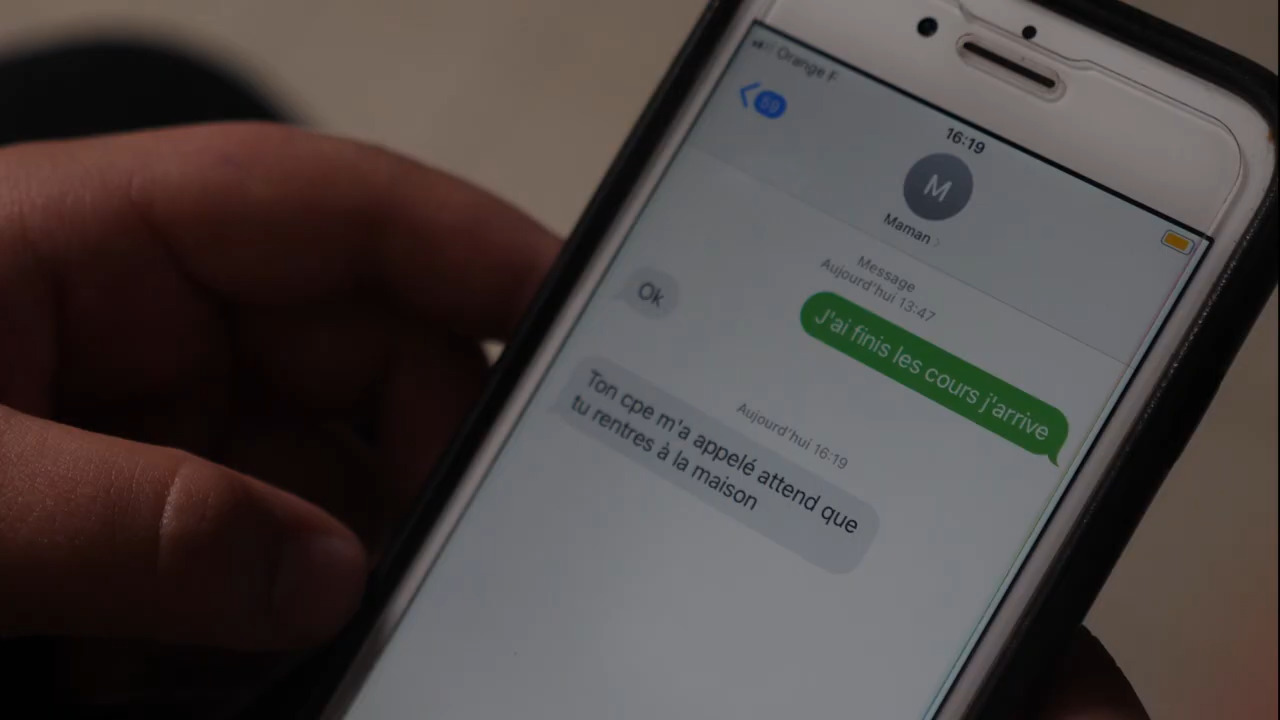 Orange F
59
16:19
M
Maman
Message
Aujourd'hui 13:47
J'ai finis les cours j'arrive
Ok
Aujourd'hui 16:19
Ton cpe m'a appelé attend que
tu rentres à la maison